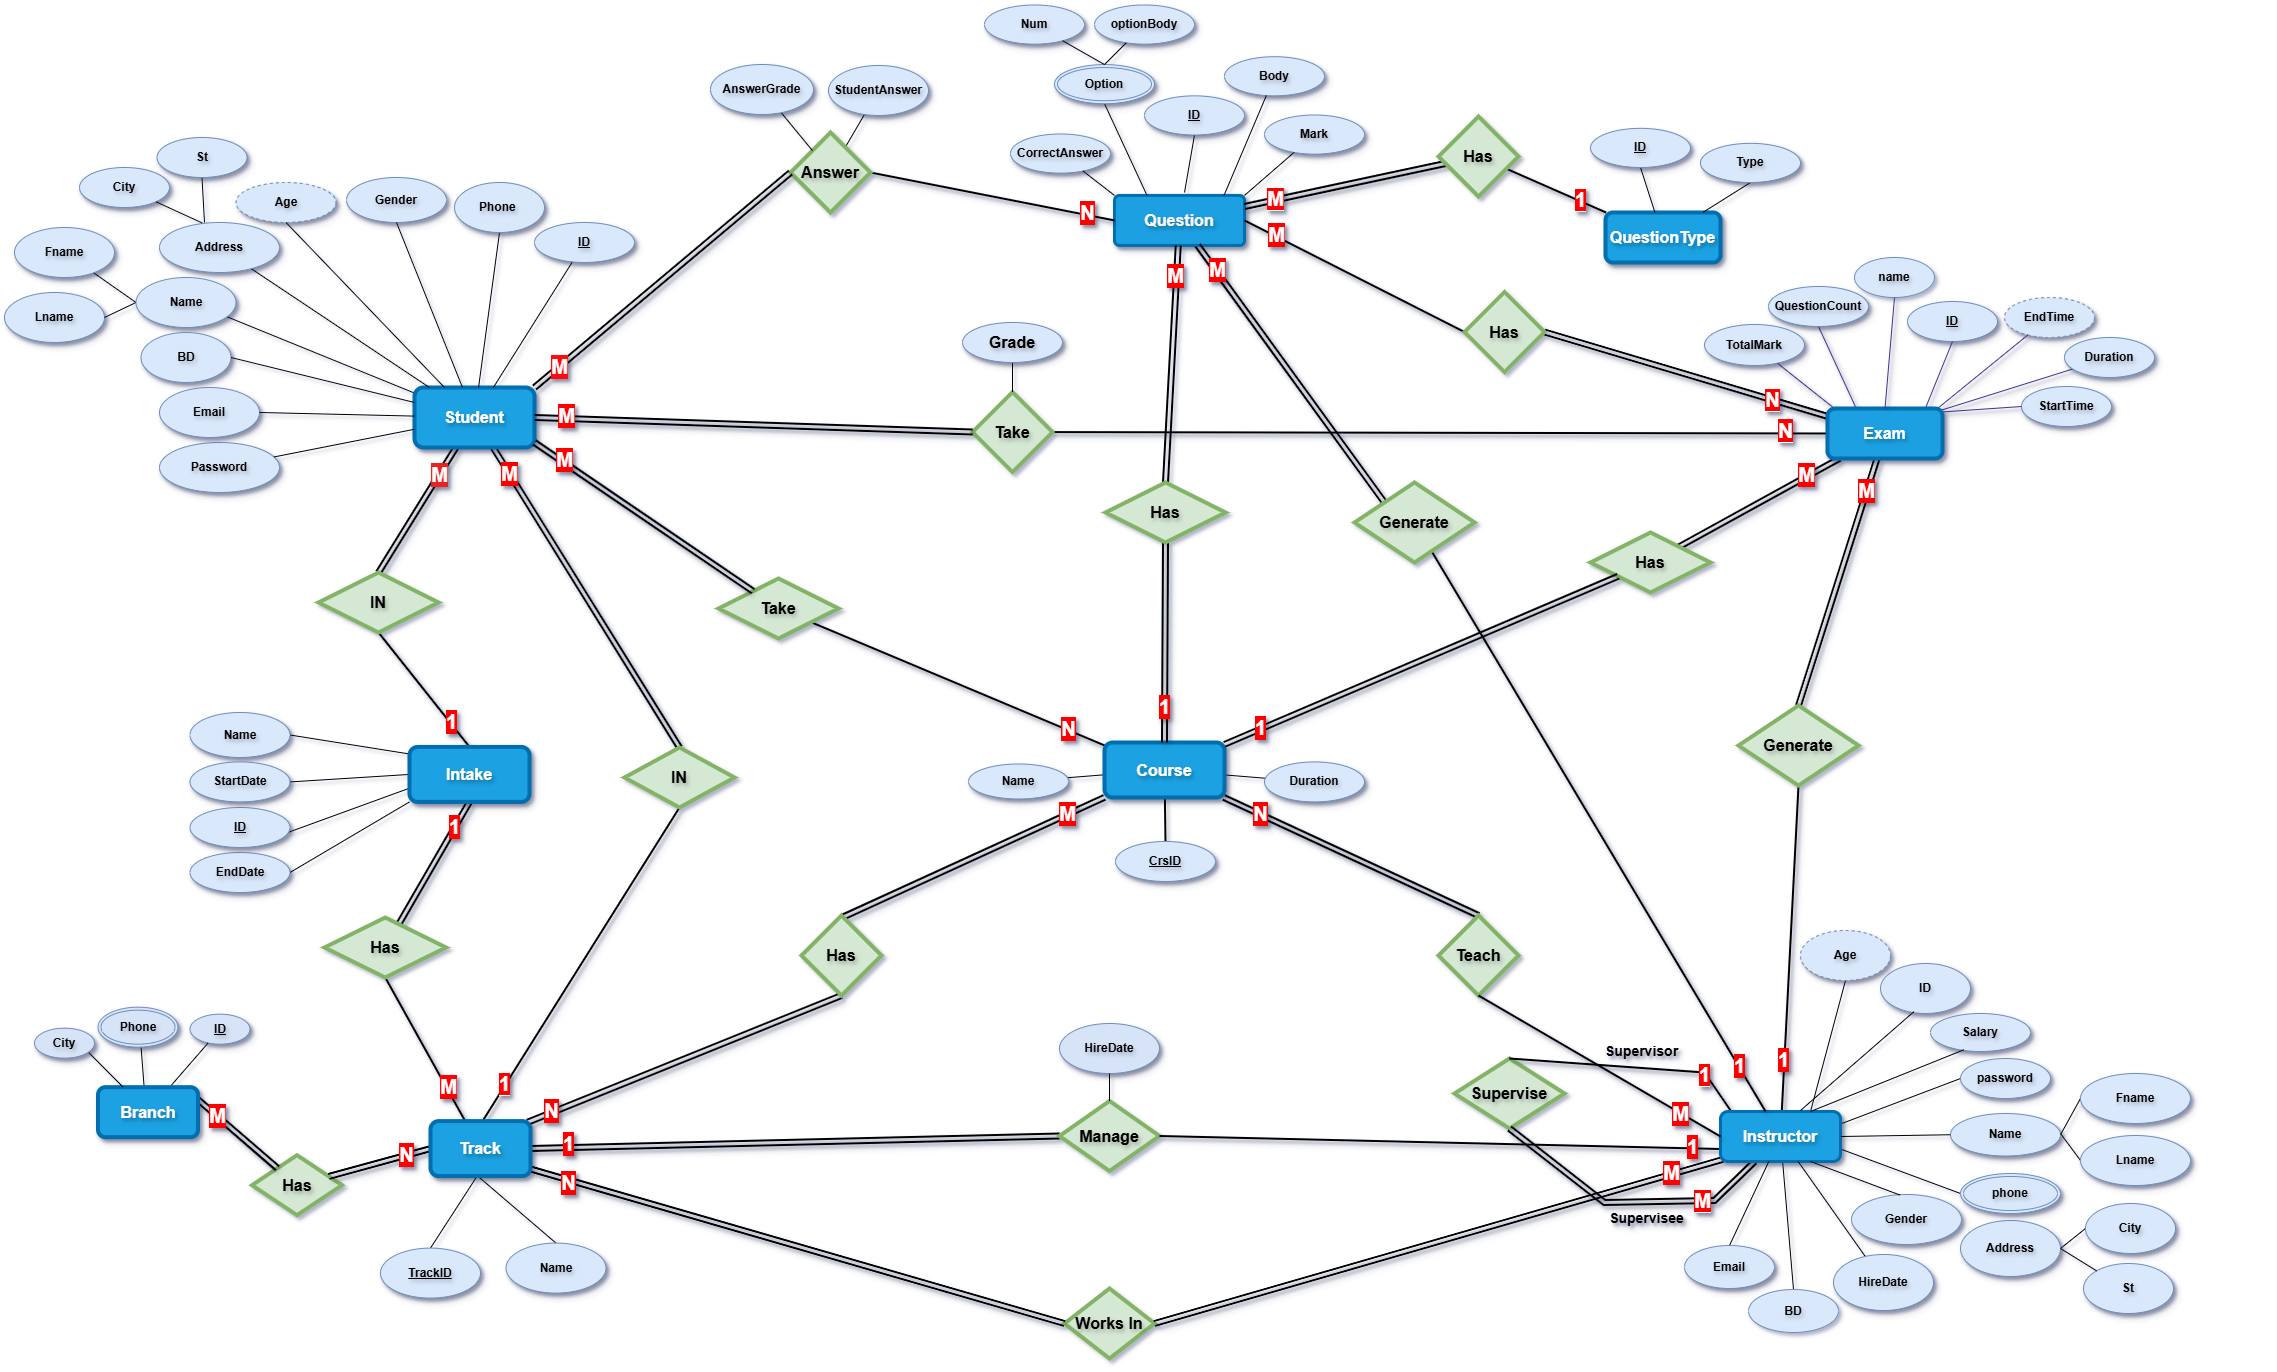 Num
optionBody
AnswerGrade
StudentAnswer
Option
Body
ID
Mark
CorrectAnswer
Has
ID
Type
St
City
Age
Gender
Phone
ID
Address
Fname
Name
Lname
BD
Email
Password
Answer
M
N
Question
M
M
1
QuestionType
M
M
Has
name
QuestionCount
ID
EndTime
TotalMark
Duration
StartTime
Grade
M
Student
M
Take
N
N
Exam
M
M
M
M
M
M
Has
Generate
Has
IN
Take
1
N
1
1
Name
StartDate
ID
EndDate
Intake
1
IN
Name
Course
Duration
M
N
CrsID
Generate
Has
Has
Teach
Age
ID
Salary
password
Name
Fname
Lname
phone
Gender
Address
City
St
City
Phone
ID
Branch
M
M
1
N
HireDate
Supervisor
1
1
1
Supervise
M
Track
1
Manage
1
Instructor
N
N
M
M
Supervisee
Has
TrackID
Name
Email
BD
HireDate
Works In